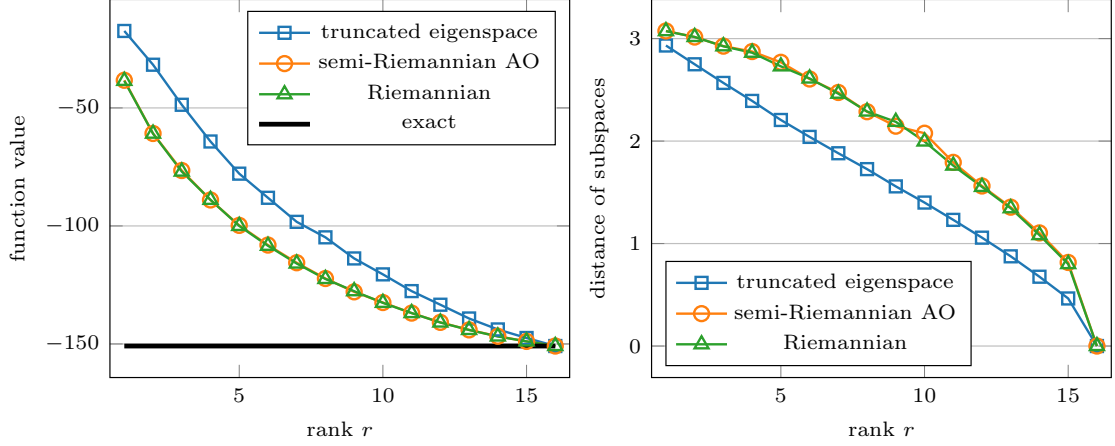 function value
−50
−100
−150
5
10
15
rank r
truncated eigenspace
semi-Riemannian AO
Riemannian
exact
distance of subspaces
3
2
1
0
5
10
15
rank r
truncated eigenspace
semi-Riemannian AO
Riemannian